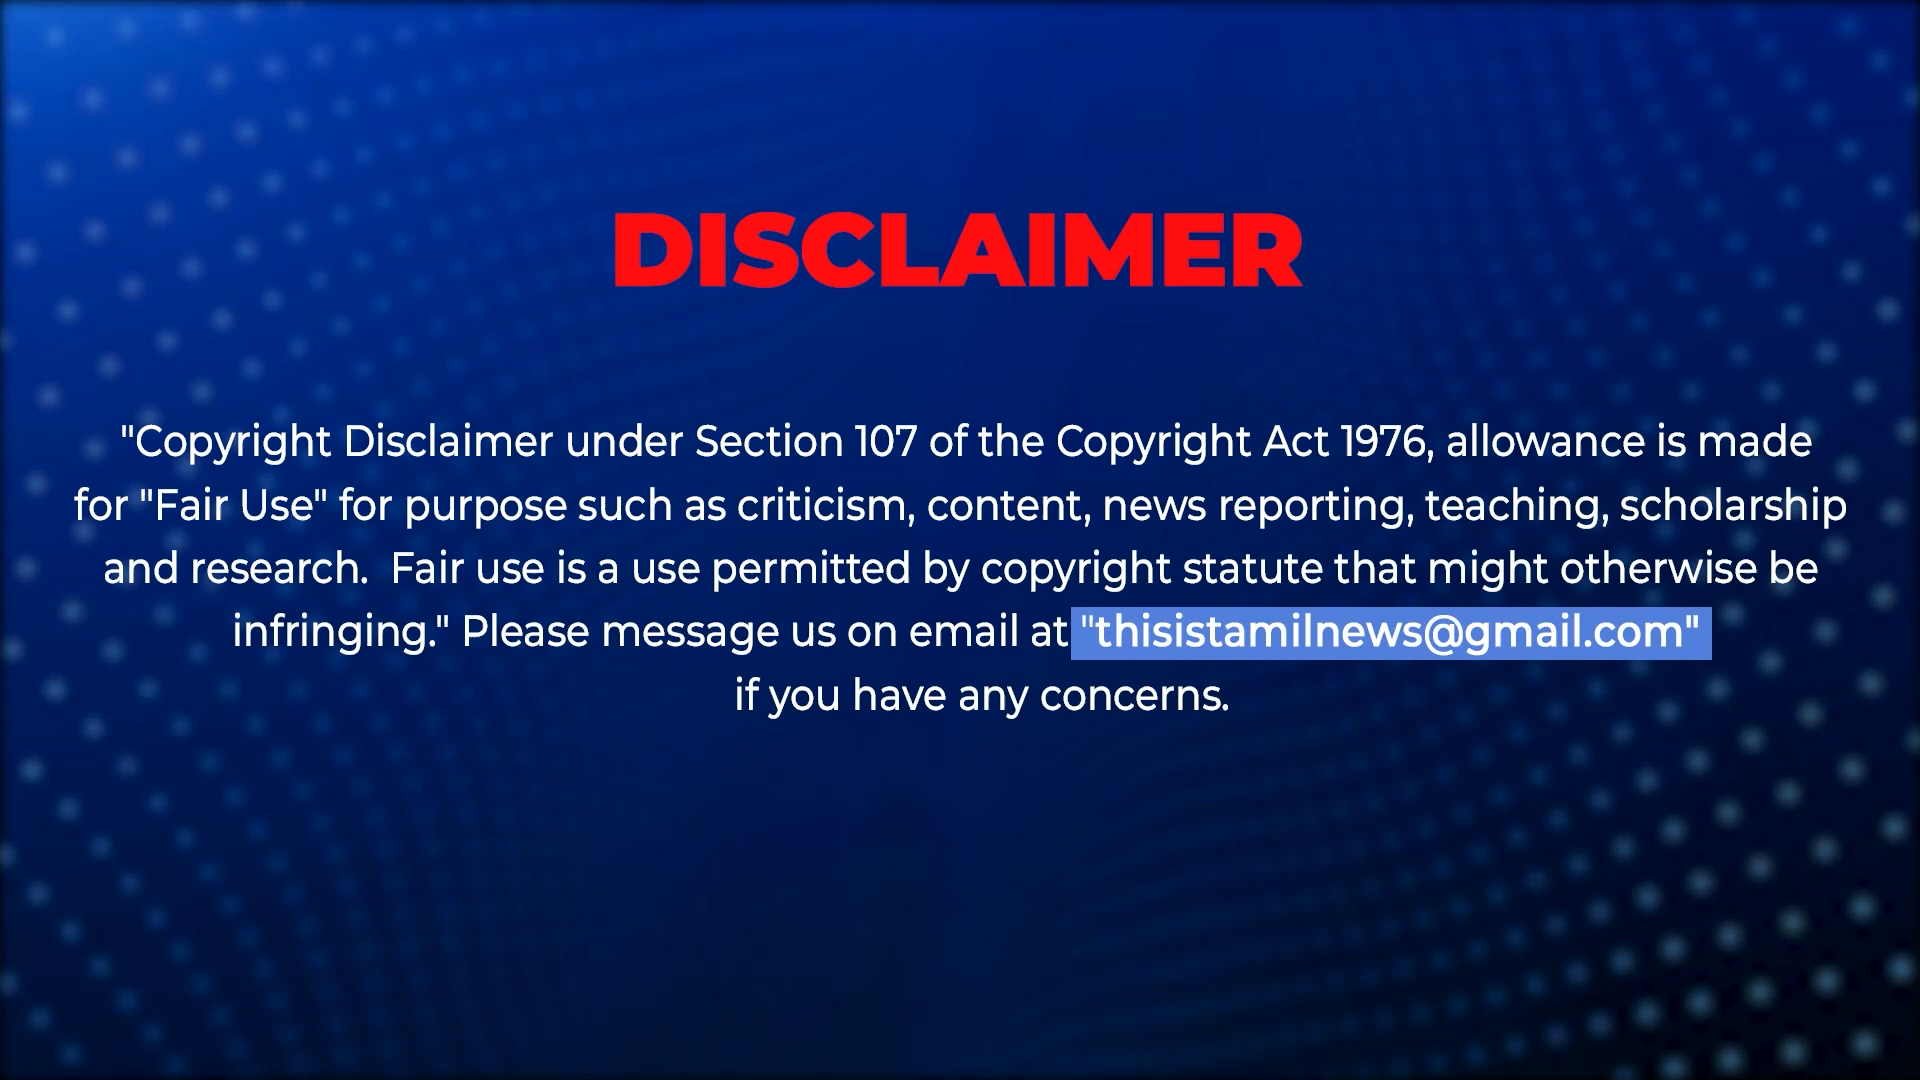 DISCLAIMER
"Copyright Disclaimer under Section 107 of the Copyright Act 1976, allowance is made
for "Fair Use" for purpose such as criticism, content, news reporting, teaching, scholarship
and research.  Fair use is a use permitted by copyright statute that might otherwise be
infringing." Please message us on email at "thisistamilnews@gmail.com"
if you have any concerns.